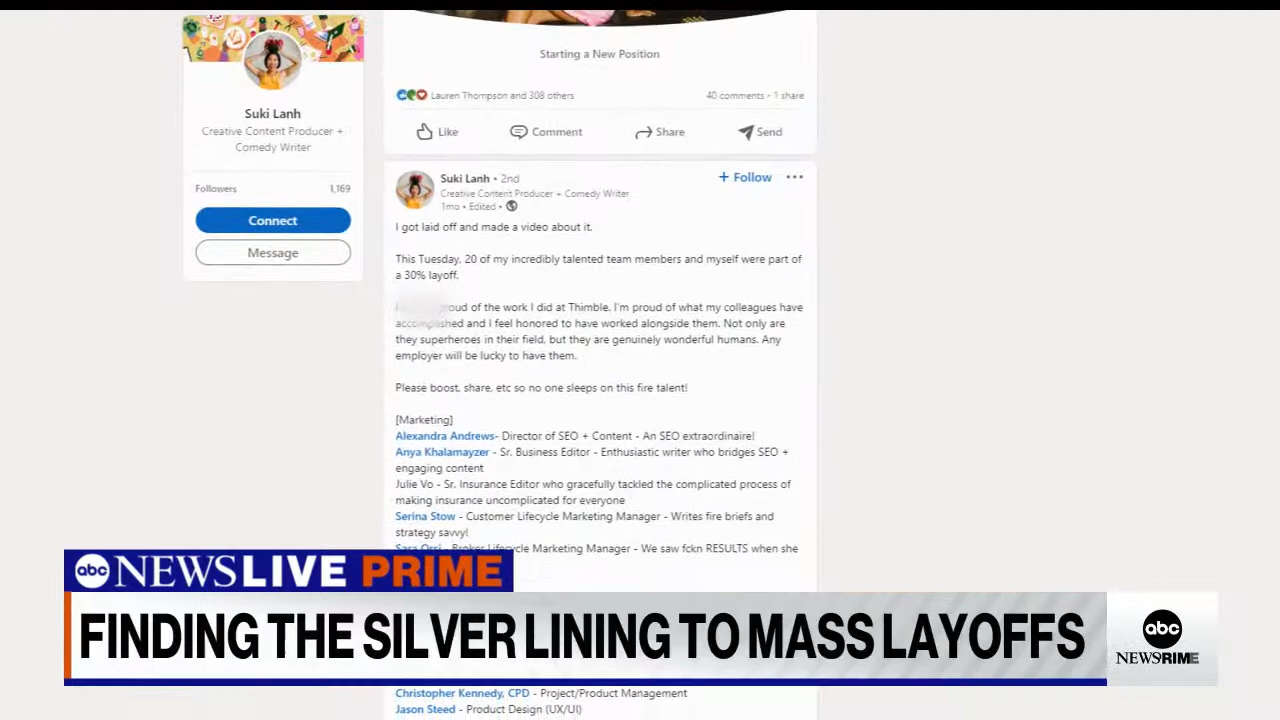 Suki Lanh
Creative Content Producer +
Comedy Writer
Followers 1,169
Connect
Message
Starting a New Position
Lauren Thompson and 308 others 40 comments • 1 share
Like Comment Share Send
Suki Lanh • 2nd + Follow
Creative Content Producer + Comedy Writer
1mo • Edited •
I got laid off and made a video about it.
This Tuesday, 20 of my incredibly talented team members and myself were part of
a 30% layoff.
proud of the work I did at Thimble. I'm proud of what my colleagues have
accomplished and I feel honored to have worked alongside them. Not only are
they superheroes in their field, but they are genuinely wonderful humans. Any
employer will be lucky to have them.
Please boost, share, etc so no one sleeps on this fire talent!
[Marketing]
Alexandra Andrews- Director of SEO + Content - An SEO extraordinaire!
Anya Khalamayzer - Sr. Business Editor - Enthusiastic writer who bridges SEO +
engaging content
Julie Vo - Sr. Insurance Editor who gracefully tackled the complicated process of
making insurance uncomplicated for everyone
Serina Stow - Customer Lifecycle Marketing Manager - Writes fire briefs and
strategy savvy!
Sara Orsi - Broker Lifecycle Marketing Manager - We saw fckn RESULTS when she
abc NEWS LIVE PRIME
FINDING THE SILVER LINING TO MASS LAYOFFS
abc
NEWS RIME
Christopher Kennedy, CPD - Project/Product Management
Jason Steed - Product Design (UX/UI)